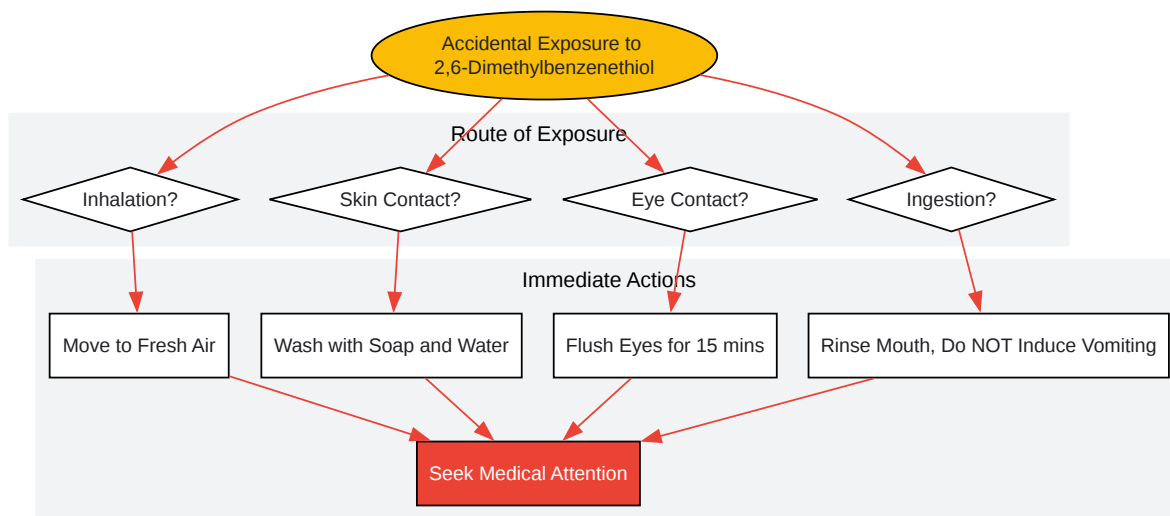 Accidental Exposure to
2,6-Dimethylbenzenethiol
Route of Exposure
Inhalation?
Skin Contact?
Eye Contact?
Ingestion?
Immediate Actions
Move to Fresh Air
Wash with Soap and Water
Flush Eyes for 15 mins
Rinse Mouth, Do NOT Induce Vomiting
Seek Medical Attention